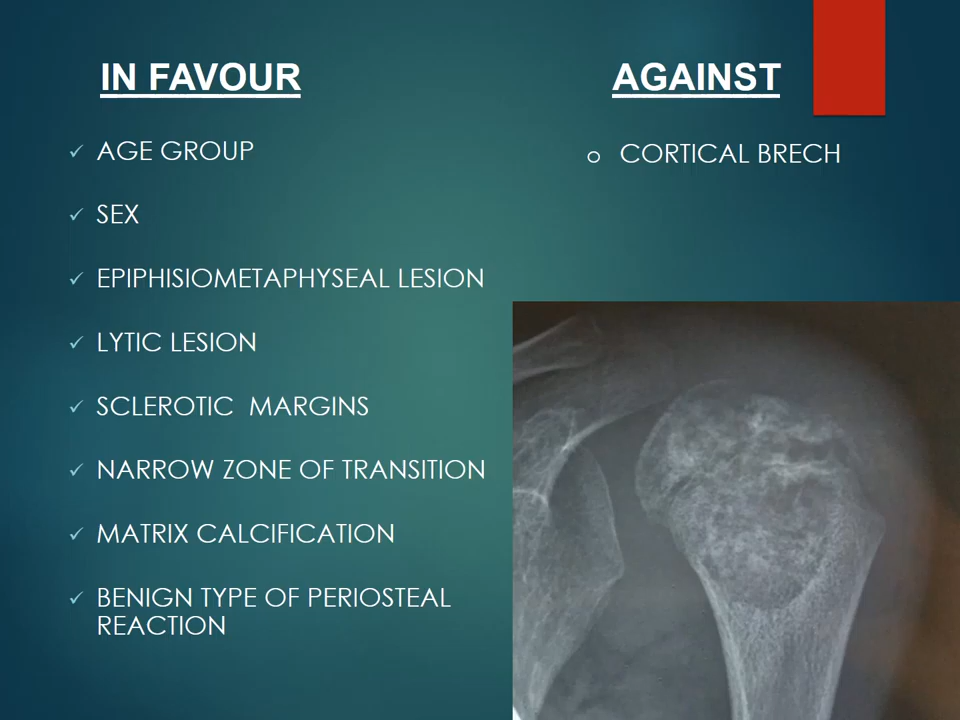 IN FAVOUR
AGE GROUP
SEX
EPIPHISIOMETAPHYSEAL LESION
LYTIC LESION
SCLEROTIC MARGINS
NARROW ZONE OF TRANSITION
MATRIX CALCIFICATION
BENIGN TYPE OF PERIOSTEAL
REACTION
AGAINST
CORTICAL BRECH